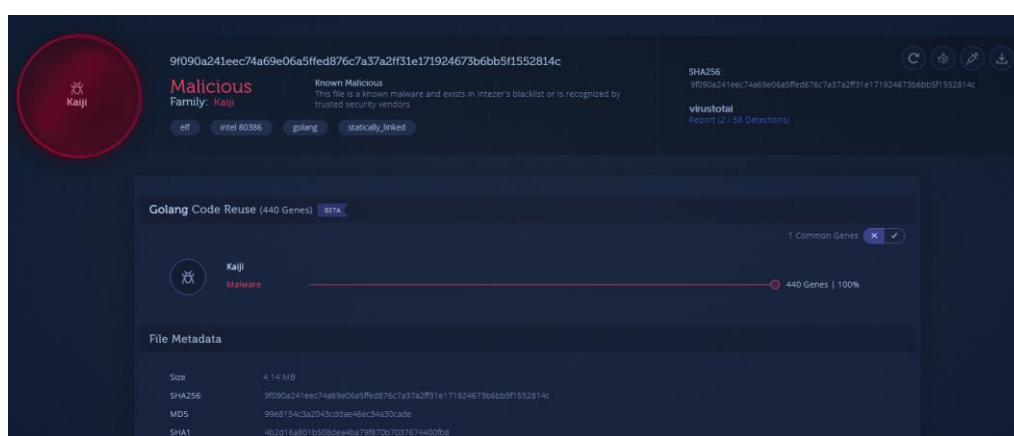 Kaiji
9f090a241eec74a69e06a5ffed876c7a37a2ff31e171924673b6bb5f1552814c
Malicious
Family: Kaiji
Known Malicious
This file is a known malware and exists in Intezer's blacklist or is recognized by
trusted security vendors
elf
intel 80386
golang
statically_linked
SHA256:
9f090a241eec74a69e06a5ffed876c7a37a2ff31e171924673b6bb5f1552814c
virustotal
Report (2 / 58 Detections)
Golang Code Reuse (440 Genes) BETA
1 Common Genes
Kaiji
Malware
440 Genes | 100%
File Metadata
Size 4.14 MB
SHA256 9f090a241eec74a69e06a5ffed876c7a37a2ff31e171924673b6bb5f1552814c
MD5 99e8154c3a2043cddae46ec34a30cade
SHA1 4b2d16a801b508dea4ba79f870b7037674400fb8